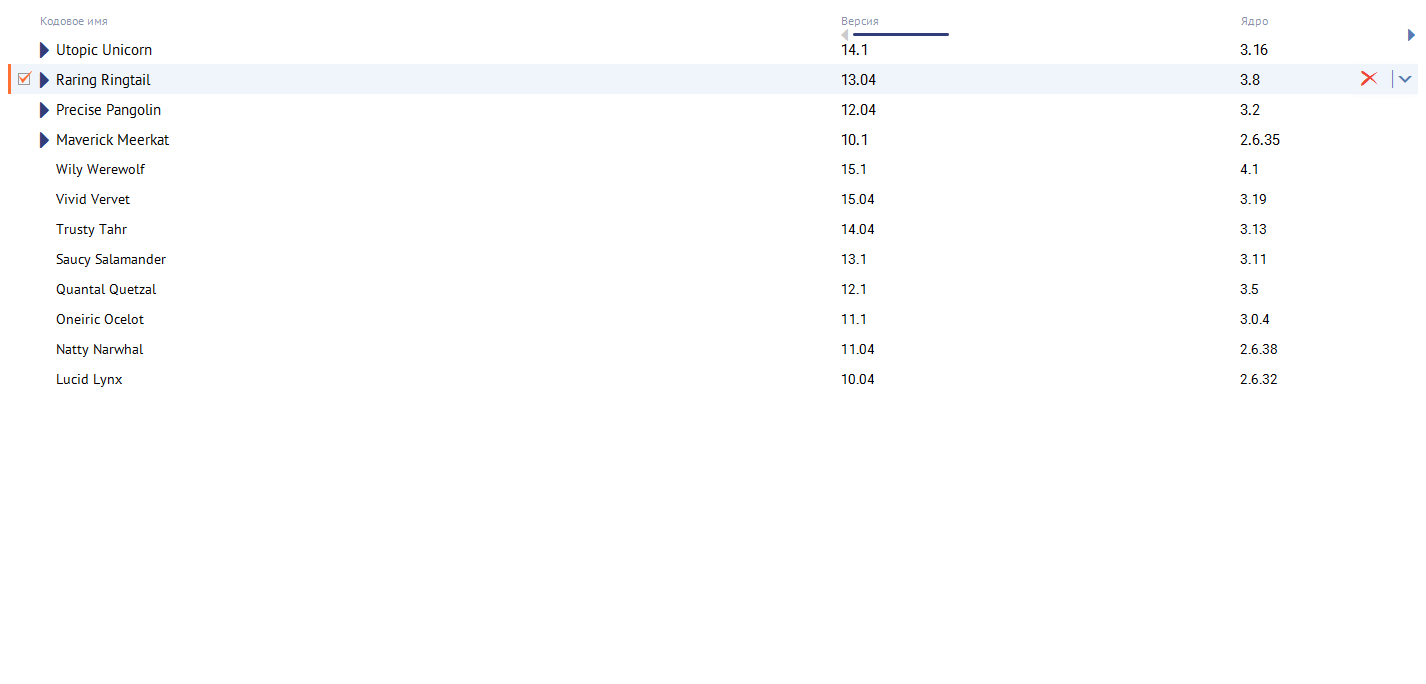 Кодовое имя Версия Ядро
Utopic Unicorn 14.1 3.16
Raring Ringtail 13.04 3.8
Precise Pangolin 12.04 3.2
Maverick Meerkat 10.1 2.6.35
Wily Werewolf 15.1 4.1
Vivid Vervet 15.04 3.19
Trusty Tahr 14.04 3.13
Saucy Salamander 13.1 3.11
Quantal Quetzal 12.1 3.5
Oneiric Ocelot 11.1 3.0.4
Natty Narwhal 11.04 2.6.38
Lucid Lynx 10.04 2.6.32